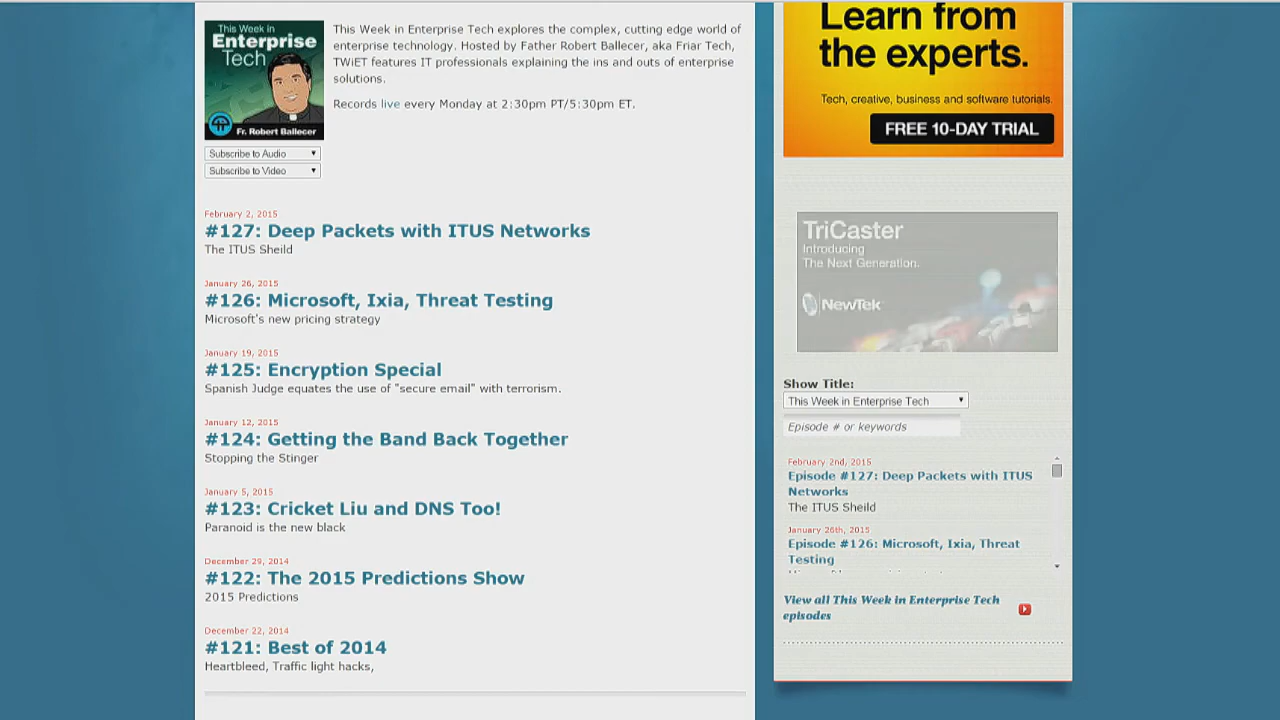 This Week in
Enterprise
Tech
Fr. Robert Ballecer
This Week in Enterprise Tech explores the complex, cutting edge world of
enterprise technology. Hosted by Father Robert Ballecer, aka Friar Tech,
TWiET features IT professionals explaining the ins and outs of enterprise
solutions.
Records live every Monday at 2:30pm PT/5:30pm ET.
Subscribe to Audio
Subscribe to Video
February 2, 2015
#127: Deep Packets with ITUS Networks
The ITUS Sheild
January 26, 2015
#126: Microsoft, Ixia, Threat Testing
Microsoft's new pricing strategy
January 19, 2015
#125: Encryption Special
Spanish Judge equates the use of "secure email" with terrorism.
January 12, 2015
#124: Getting the Band Back Together
Stopping the Stinger
January 5, 2015
#123: Cricket Liu and DNS Too!
Paranoid is the new black
December 29, 2014
#122: The 2015 Predictions Show
2015 Predictions
December 22, 2014
#121: Best of 2014
Heartbleed, Traffic light hacks,
Learn from
the experts.
Tech, creative, business and software tutorials.
FREE 10-DAY TRIAL
TriCaster
Introducing
The Next Generation.
NewTek
Show Title:
This Week in Enterprise Tech
Episode # or keywords
February 2nd, 2015
Episode #127: Deep Packets with ITUS
Networks
The ITUS Sheild
January 26th, 2015
Episode #126: Microsoft, Ixia, Threat
Testing
View all This Week in Enterprise Tech
episodes